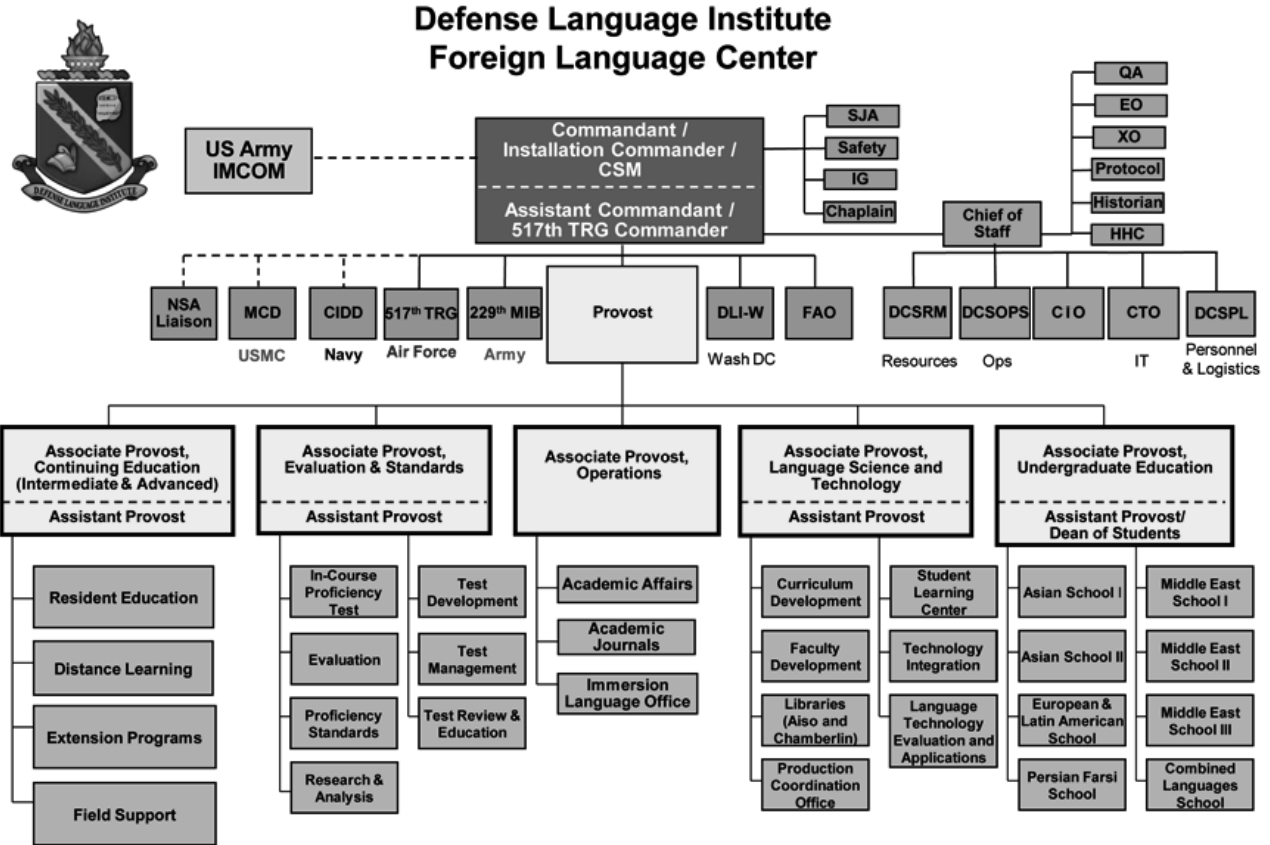 Defense Language Institute
Foreign Language Center
DEFENSE LANGUAGE INSTITUTE
US Army
IMCOM
Commandant /
Installation Commander /
CSM
Assistant Commandant /
517th TRG Commander
SJA
Safety
IG
Chaplain
Chief of
Staff
QA
EO
XO
Protocol
Historian
HHC
NSA
Liaison
MCD
USMC
CIDD
Navy
517th TRG
Air Force
229th MIB
Army
Provost
DLI-W
Wash DC
FAO
DCSRM
Resources
DCSOPS
Ops
CIO
CTO
IT
DCSPL
Personnel
& Logistics
Associate Provost,
Continuing Education
(Intermediate & Advanced)
Assistant Provost
Resident Education
Distance Learning
Extension Programs
Field Support
Associate Provost,
Evaluation & Standards
Assistant Provost
In-Course
Proficiency
Test
Evaluation
Proficiency
Standards
Research &
Analysis
Test
Development
Test
Management
Test Review &
Education
Associate Provost,
Operations
Academic Affairs
Academic
Journals
Immersion
Language Office
Associate Provost,
Language Science and
Technology
Assistant Provost
Curriculum
Development
Faculty
Development
Libraries
(Aiso and
Chamberlin)
Production
Coordination
Office
Student
Learning
Center
Technology
Integration
Language
Technology
Evaluation and
Applications
Associate Provost,
Undergraduate Education
Assistant Provost/
Dean of Students
Asian School I
Asian School II
European &
Latin American
School
Persian Farsi
School
Middle East
School I
Middle East
School II
Middle East
School III
Combined
Languages
School